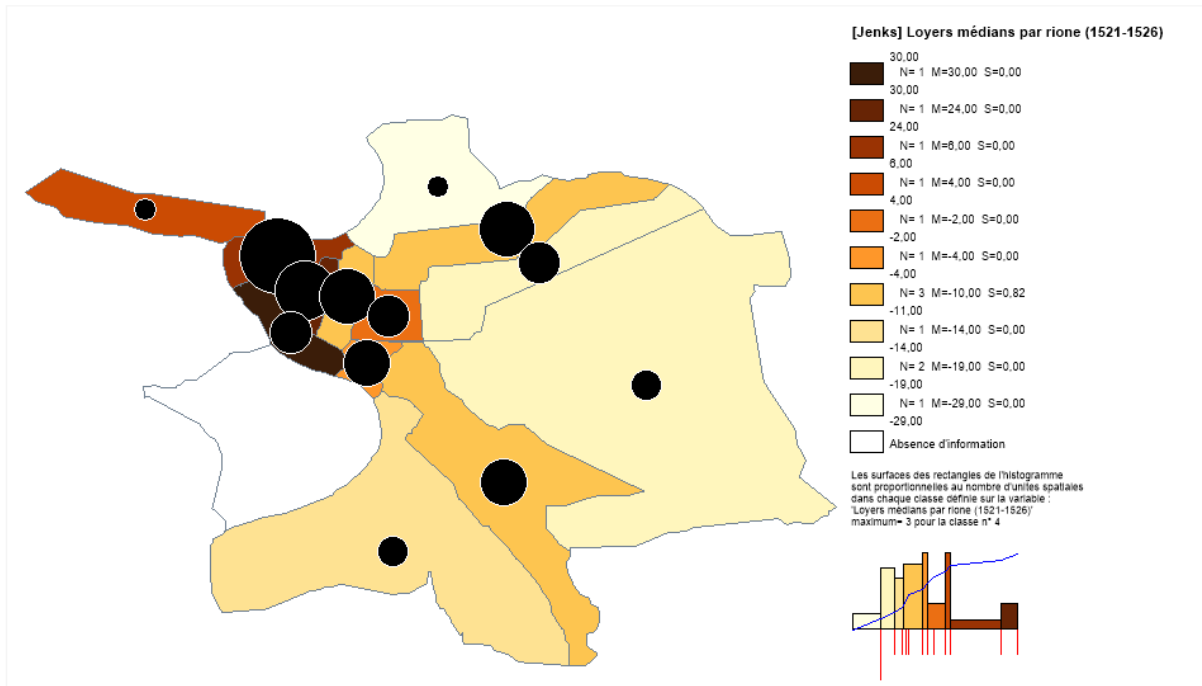 [Jenks] Loyers médians par rione (1521-1526)
30,00
N= 1 M=30,00 S=0,00
30,00
N= 1 M=24,00 S=0,00
24,00
N= 1 M=6,00 S=0,00
6,00
N= 1 M=4,00 S=0,00
4,00
N= 1 M=-2,00 S=0,00
-2,00
N= 1 M=-4,00 S=0,00
-4,00
N= 3 M=-10,00 S=0,82
-11,00
N= 1 M=-14,00 S=0,00
-14,00
N= 2 M=-19,00 S=0,00
-19,00
N= 1 M=-29,00 S=0,00
-29,00
Absence d'information
Les surfaces des rectangles de l'histogramme
sont proportionnelles au nombre d'unites spatiales
dans chaque classe définie sur la variable :
'Loyers médians par rione (1521-1526)'
maximum= 3 pour la classe n° 4